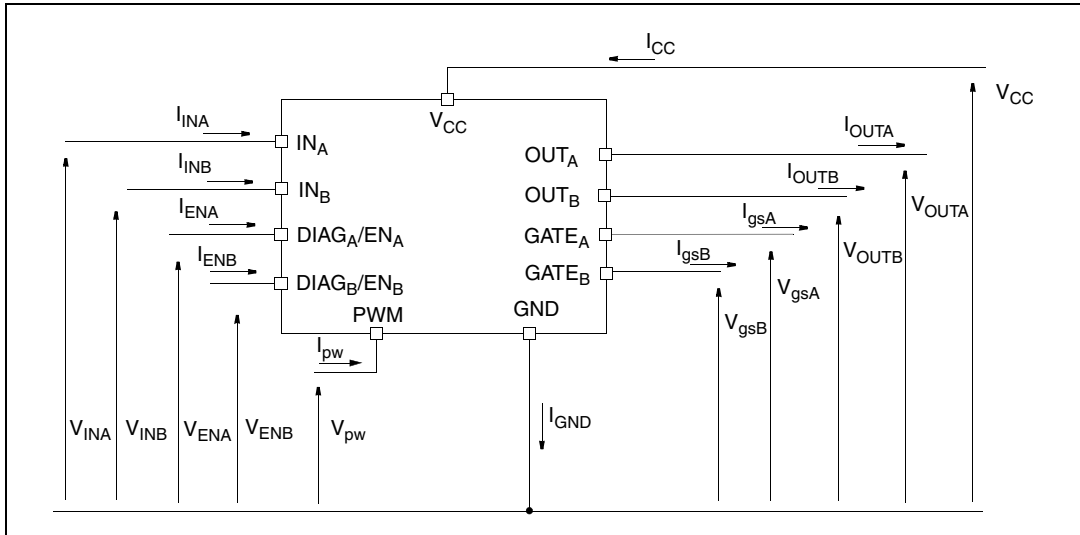 I_CC
V_CC
V_CC
I_INA
IN_A
OUT_A
I_OUTA
I_INB
IN_B
OUT_B
I_OUTB
V_OUTA
I_ENA
DIAG_A/EN_A
GATE_A
I_gsA
V_OUTB
I_ENB
DIAG_B/EN_B
GATE_B
I_gsB
V_gsA
PWM
GND
V_gsB
I_pw
V_INA
V_INB
V_ENA
V_ENB
V_pw
I_GND